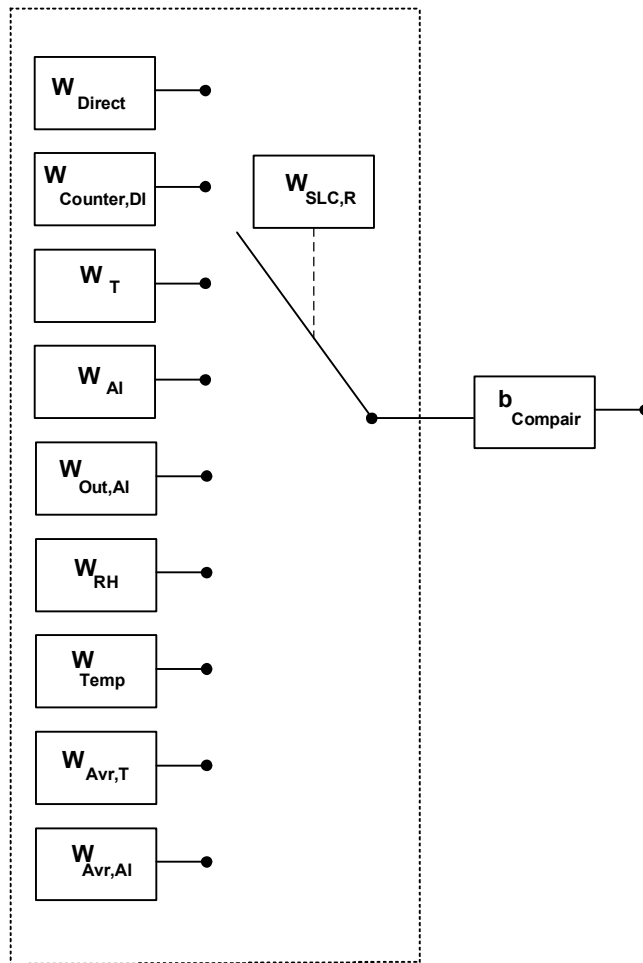 W Direct
W Counter,DI
W SLC,R
W T
W AI
b Compair
W Out,AI
W RH
W Temp
W Avr,T
W Avr,AI